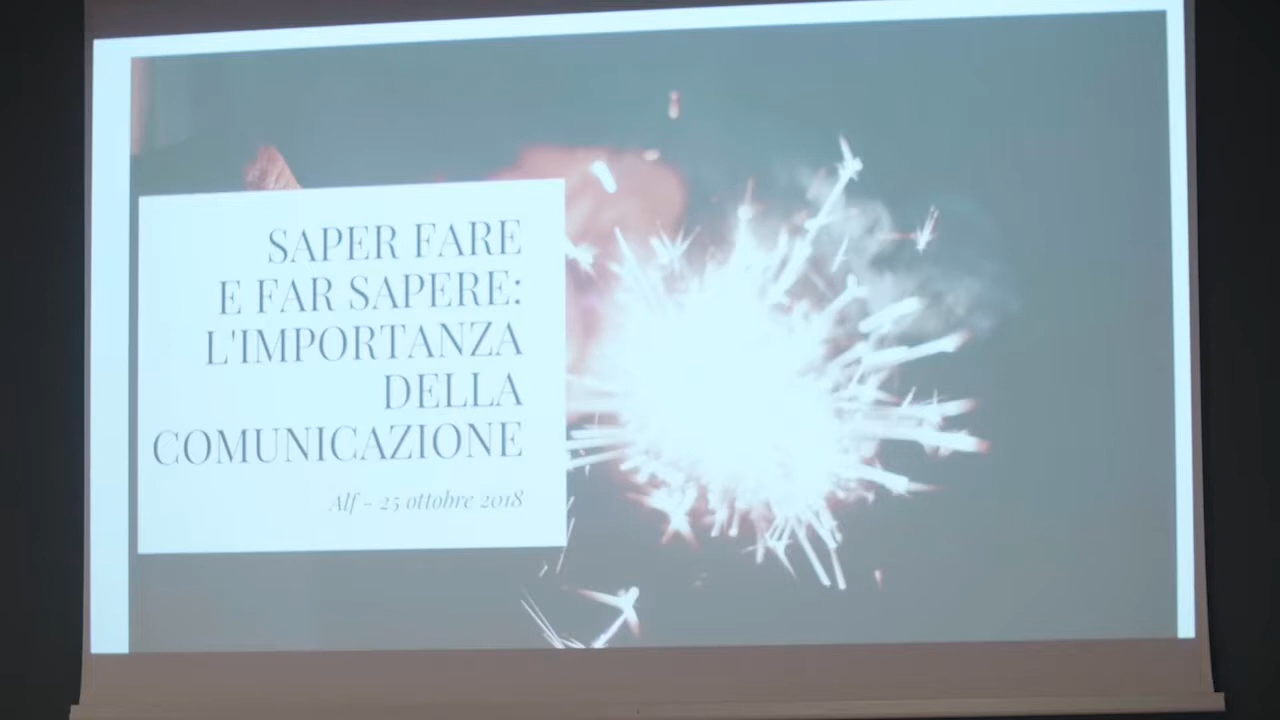 SAPER FARE
E FAR SAPERE:
L'IMPORTANZA
DELLA
COMUNICAZIONE
Alf - 25 ottobre 2018